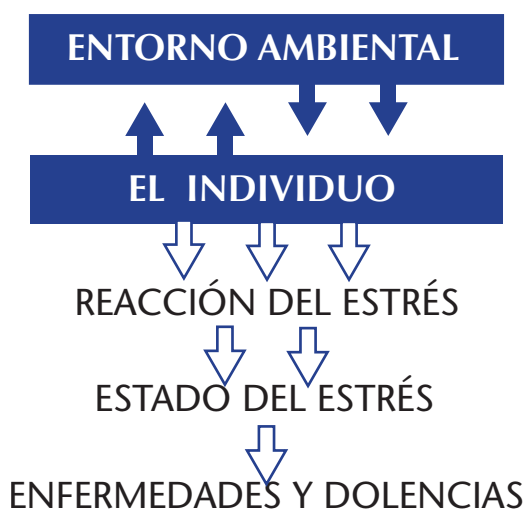 ENTORNO AMBIENTAL
EL INDIVIDUO
REACCIÓN DEL ESTRÉS
ESTADO DEL ESTRÉS
ENFERMEDADES Y DOLENCIAS